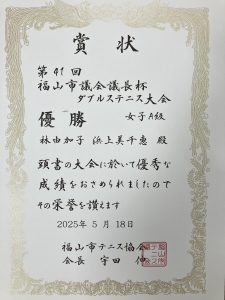 賞状
第41回
福山市議会議長杯
ダブルステニス大会
優勝 女子A級
林由加子 浜上美千恵 殿
頭書の大会に於いて優秀な
成績をおさめられましたので
その栄誉を讃えます
2025年 5月 18日
福山市テニス協会
会長 宇田 伸